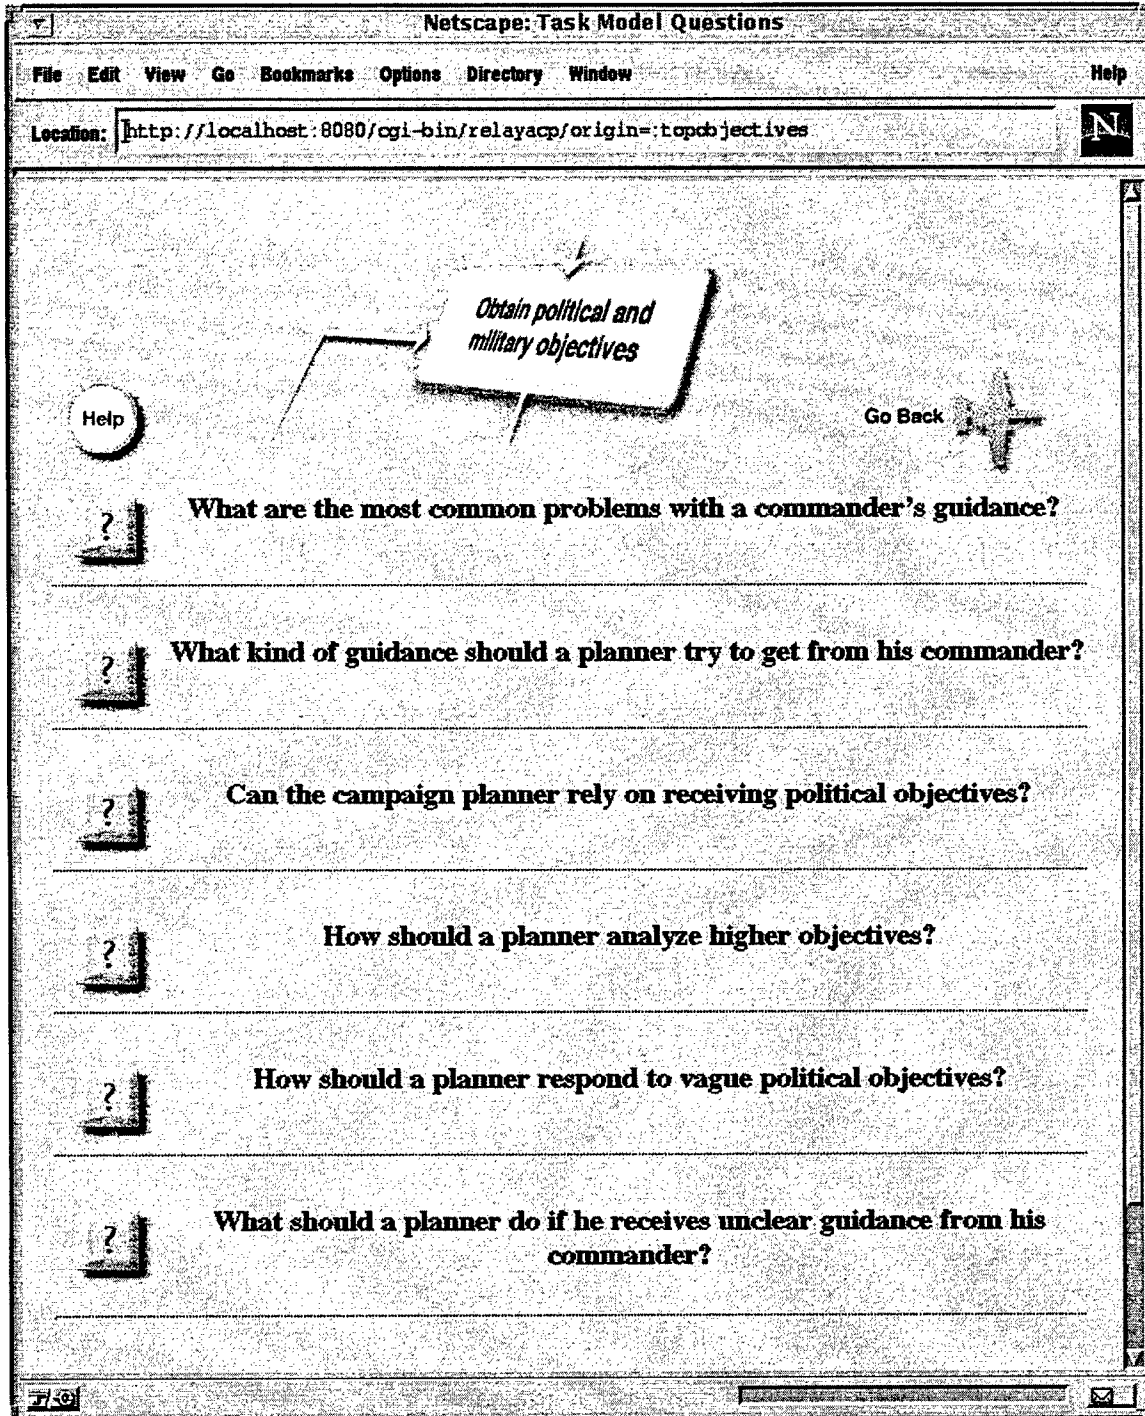 Netscape: Task Model Questions
File Edit View Go Bookmarks Options Directory Window Help
Location: http://localhost:8080/cgi-bin/relayacp/origin=:topobjectives
N
Obtain political and
military objectives
Help
Go Back
? What are the most common problems with a commander's guidance?
? What kind of guidance should a planner try to get from his commander?
? Can the campaign planner rely on receiving political objectives?
? How should a planner analyze higher objectives?
? How should a planner respond to vague political objectives?
? What should a planner do if he receives unclear guidance from his
commander?